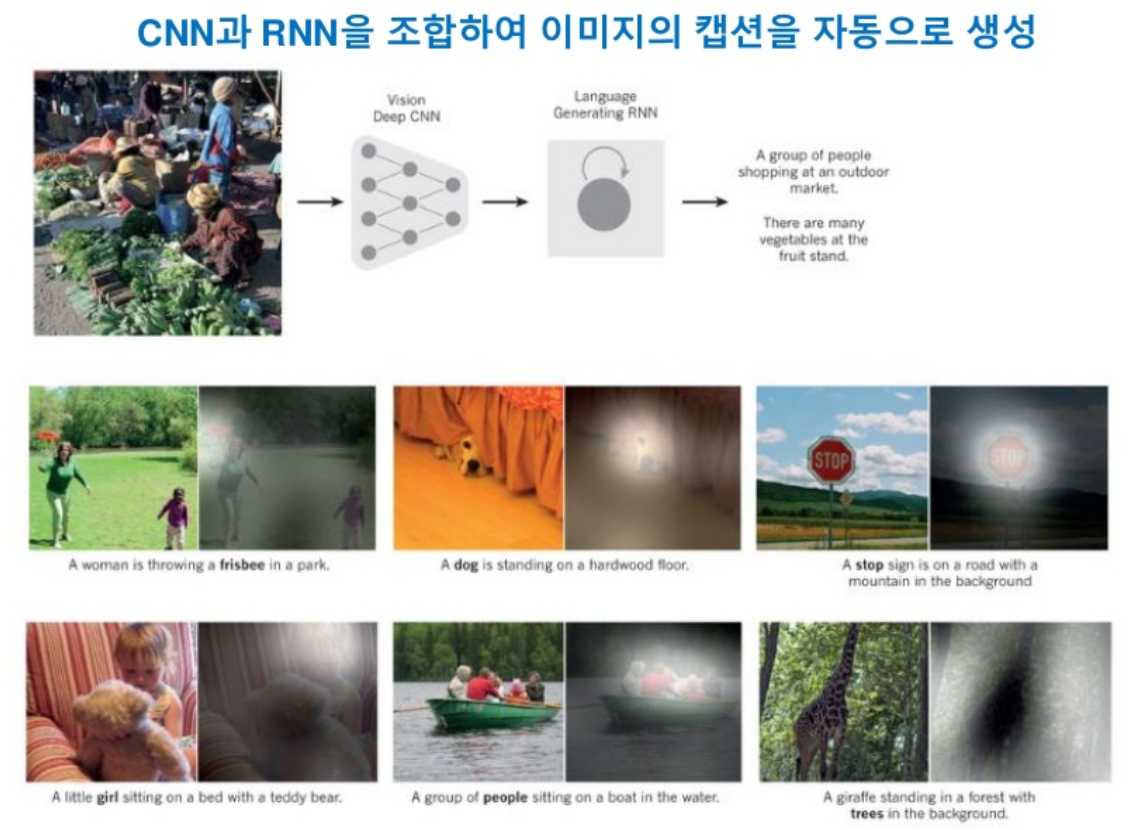 CNN과 RNN을 조합하여 이미지의 캡션을 자동으로 생성
Vision
Deep CNN
Language
Generating RNN
A group of people
shopping at an outdoor
market.
There are many
vegetables at the
fruit stand.
STOP
STOP
A woman is throwing a frisbee in a park.
A dog is standing on a hardwood floor.
A stop sign is on a road with a
mountain in the background
A little girl sitting on a bed with a teddy bear.
A group of people sitting on a boat in the water.
A giraffe standing in a forest with
trees in the background.